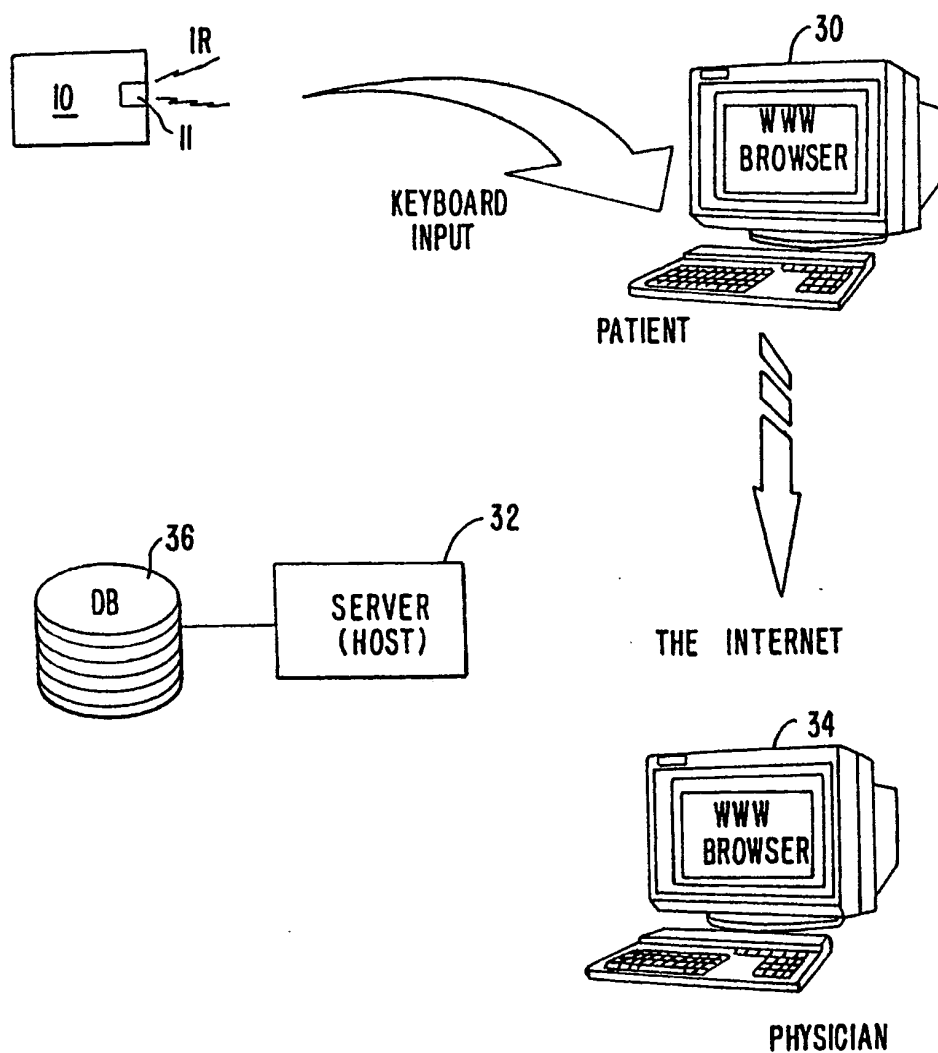 IR
10
11
30
WWW
BROWSER
KEYBOARD
INPUT
PATIENT
36
DB
32
SERVER
(HOST)
THE INTERNET
34
WWW
BROWSER
PHYSICIAN